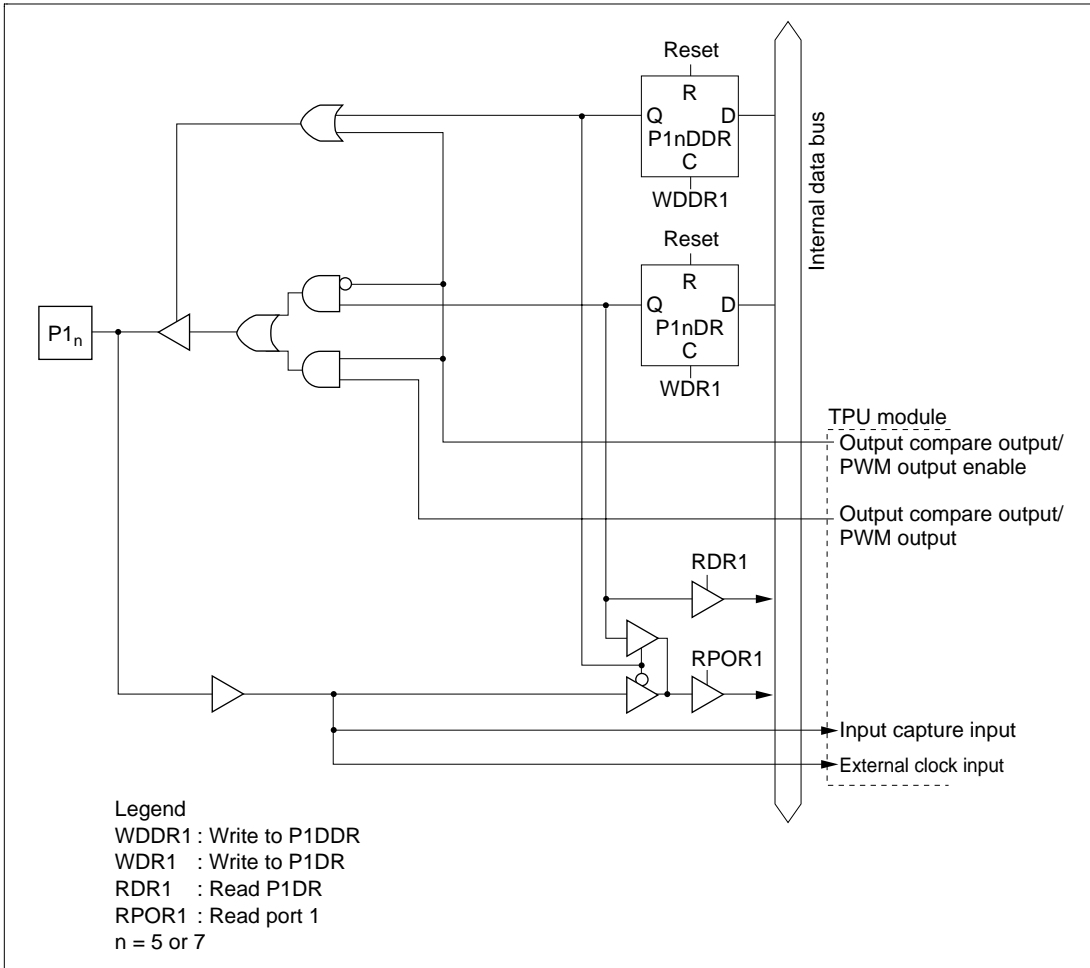 Reset
R
Q D
P1nDDR
C
WDDR1
Internal data bus
Reset
R
Q D
P1nDR
C
WDR1
P1n
TPU module
Output compare output/
PWM output enable
Output compare output/
PWM output
RDR1
RPOR1
Input capture input
External clock input
Legend
WDDR1 : Write to P1DDR
WDR1 : Write to P1DR
RDR1 : Read P1DR
RPOR1 : Read port 1
n = 5 or 7